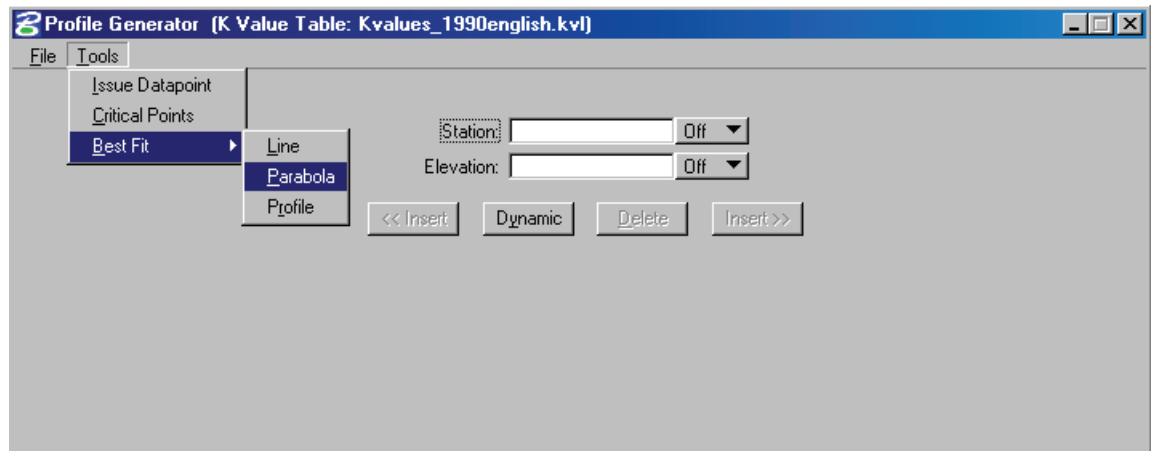 Profile Generator (K Value Table: Kvalues_1990english.kvl)
File Tools
Issue Datapoint
Critical Points
Best Fit
Line
Parabola
Profile
Station: Off
Elevation: Off
<< Insert Dynamic Delete Insert >>